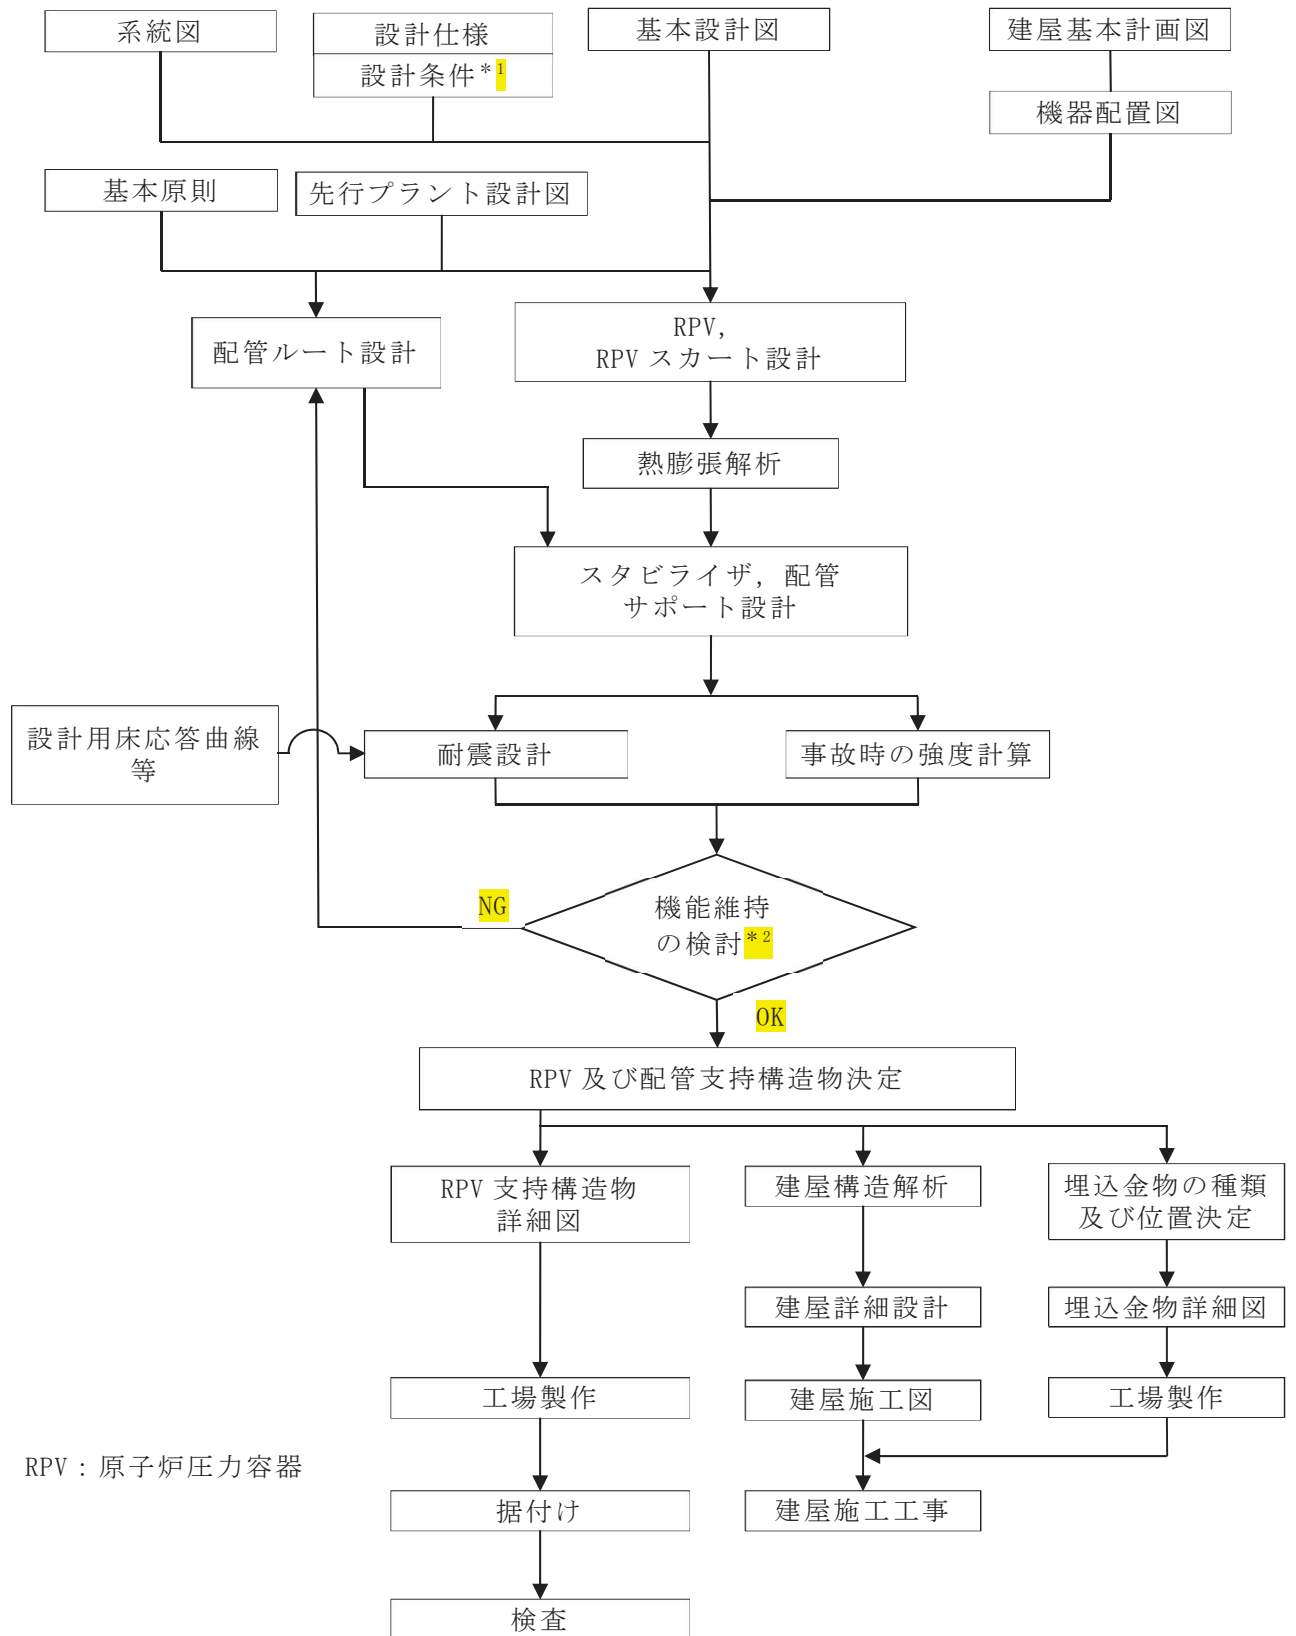 系統図
設計仕様
設計条件*1
基本設計図
建屋基本計画図
機器配置図
基本原則
先行プラント設計図
配管ルート設計
RPV,
RPV スカート設計
熱膨張解析
スタビライザ, 配管
サポート設計
設計用床応答曲線
等
耐震設計
事故時の強度計算
NG
機能維持
の検討*2
OK
RPV 及び配管支持構造物決定
RPV 支持構造物
詳細図
建屋構造解析
埋込金物の種類
及び位置決定
建屋詳細設計
埋込金物詳細図
工場製作
建屋施工図
工場製作
RPV：原子炉圧力容器
据付け
建屋施工工事
検査